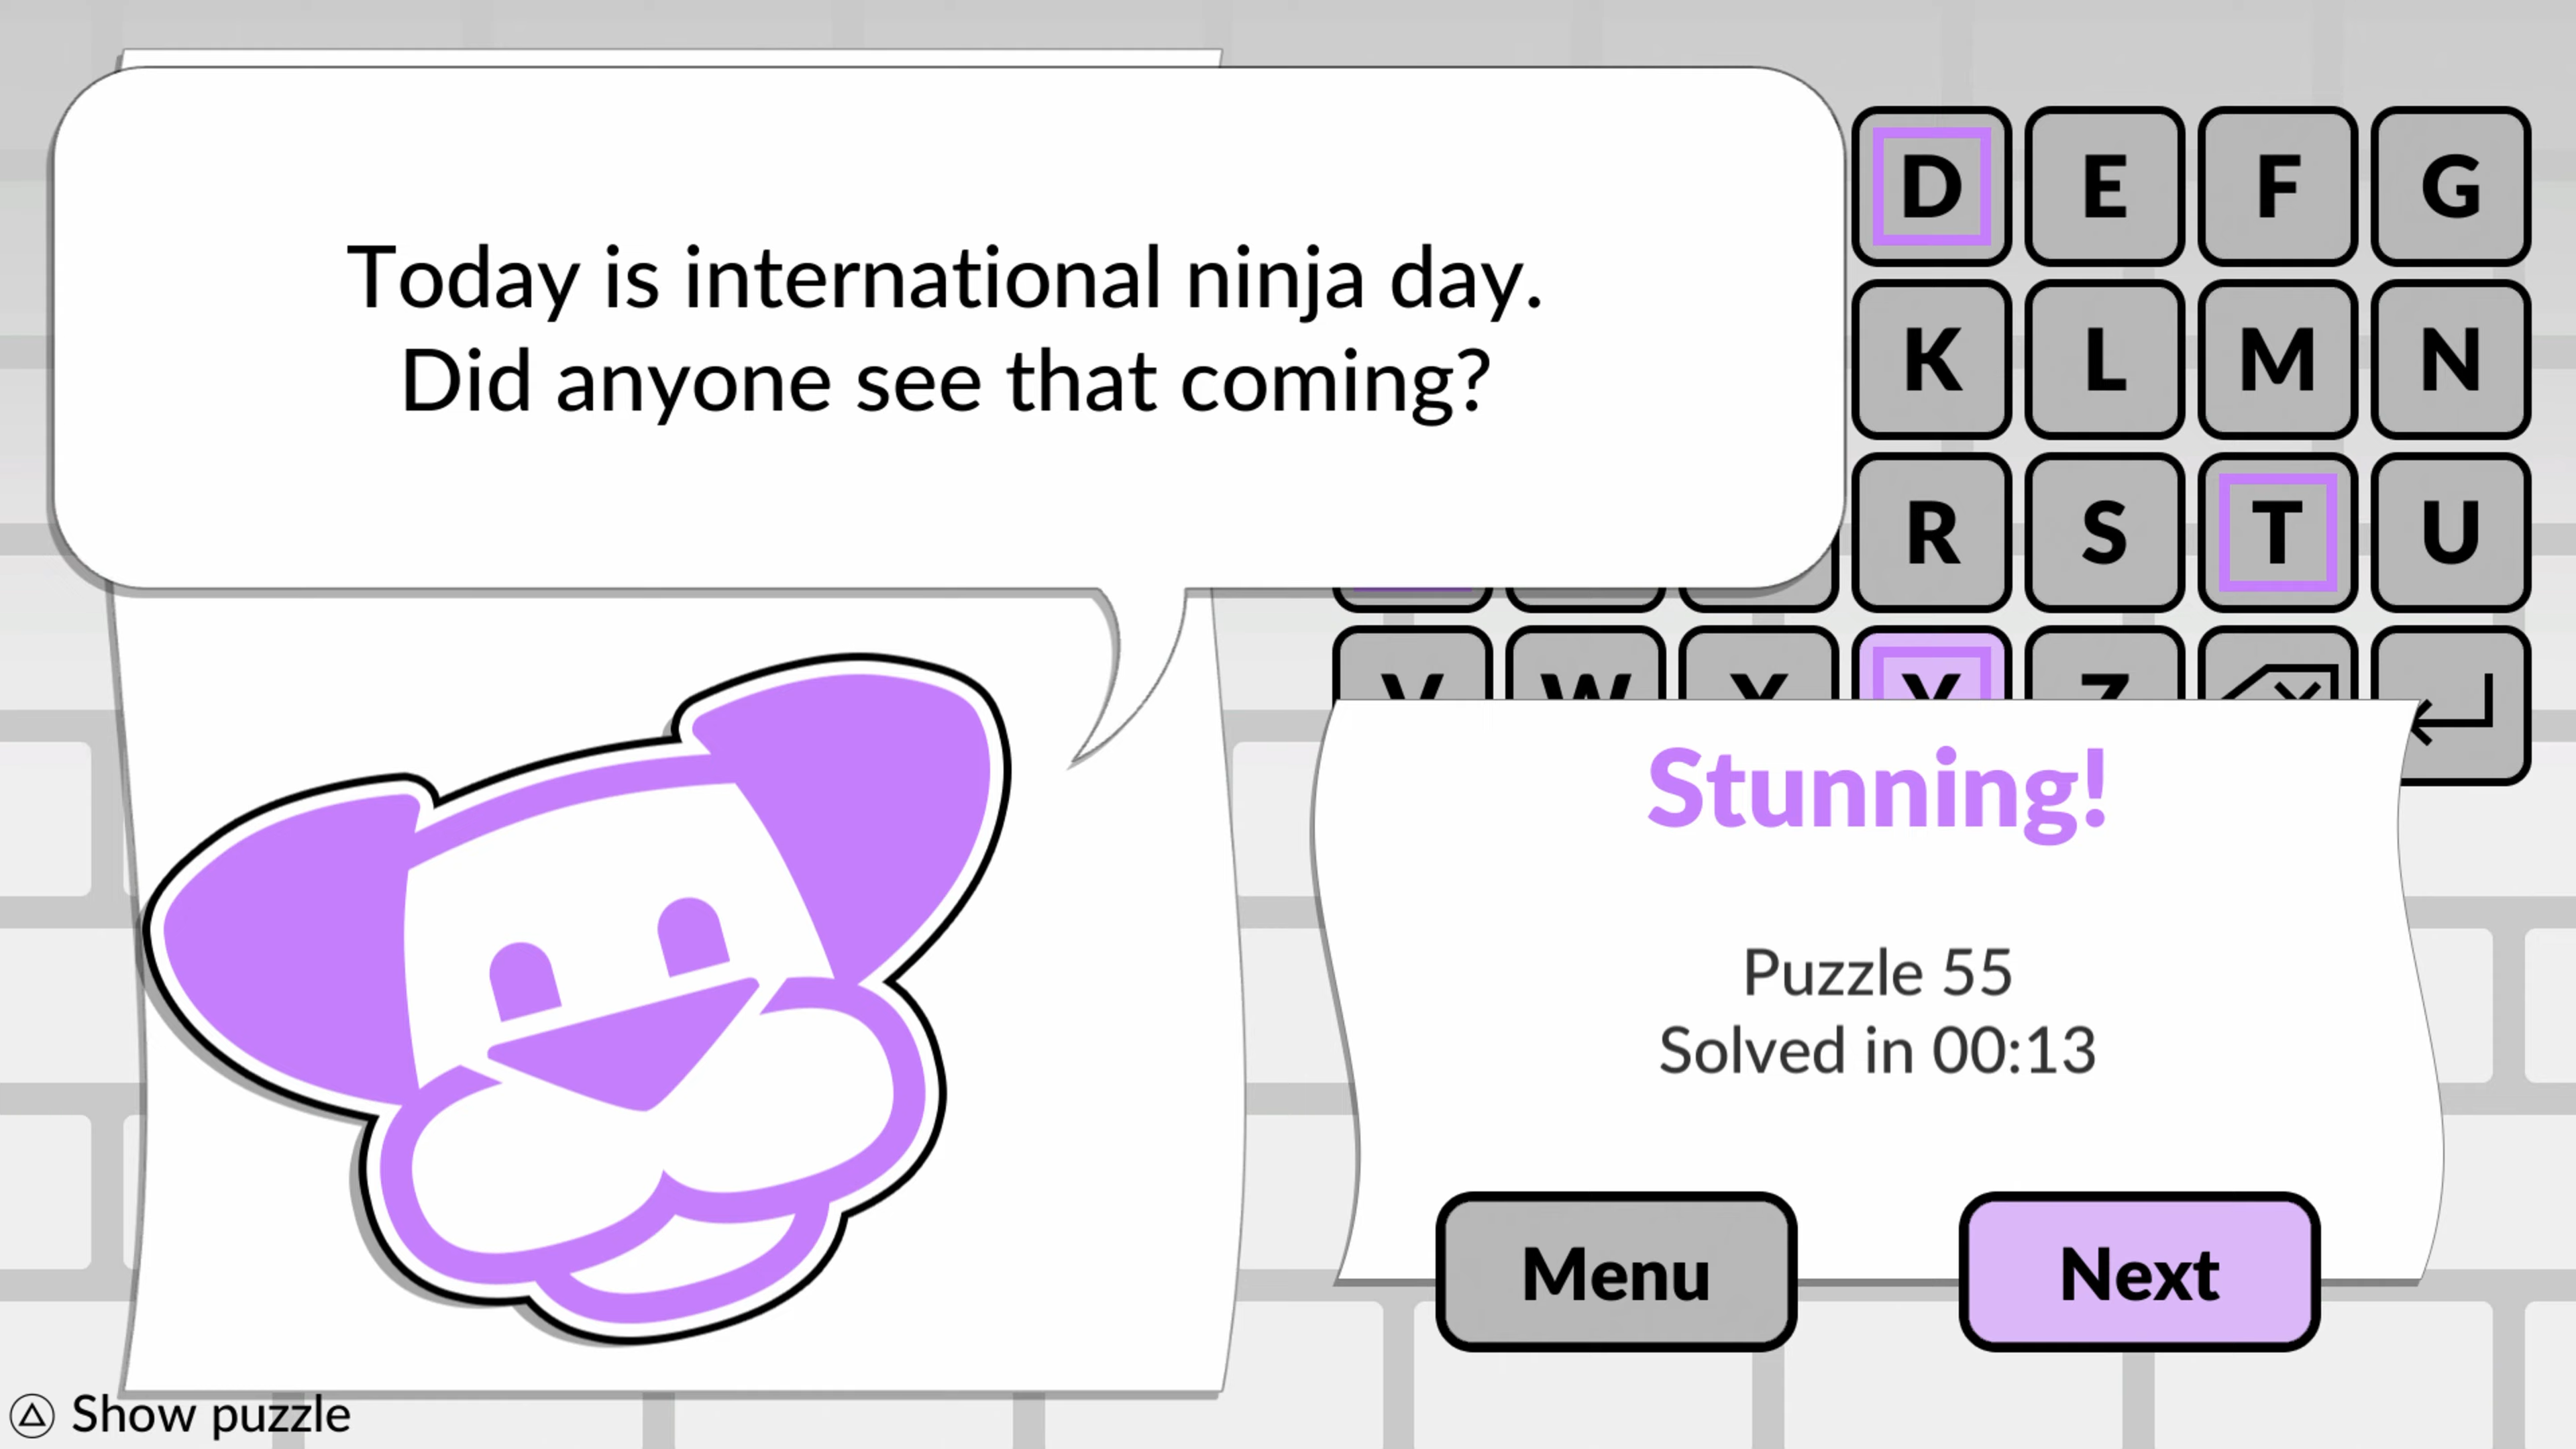 Today is international ninja day.
Did anyone see that coming?
D E F G
K L M N
R S T U
V W X Y Z
Stunning!
Puzzle 55
Solved in 00:13
Menu Next
Show puzzle